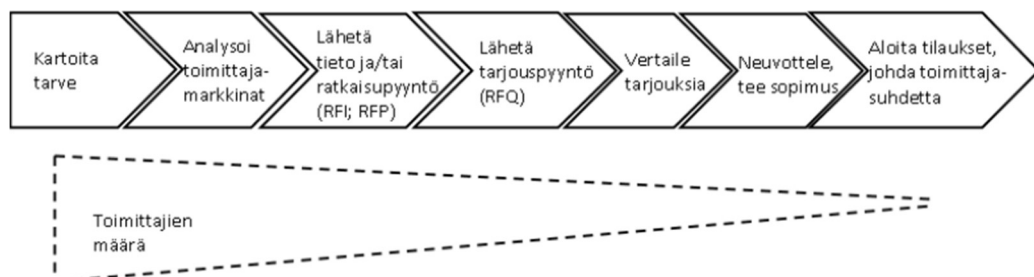 Kartoita
tarve
Analysoi
toimittaja-
markkinat
Lähetä
tieto ja/tai
ratkaisupyyntö
(RFI; RFP)
Lähetä
tarjouspyyntö
(RFQ)
Vertaile
tarjouksia
Neuvottele,
tee sopimus
Aloita tilaukset,
johda toimittaja-
suhdetta
Toimittajien
määrä